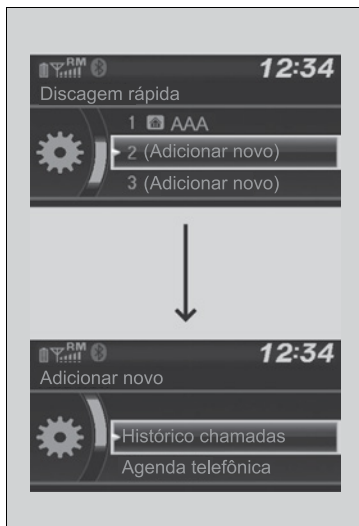 RM 12:34
Discagem rápida
1 AAA
2 (Adicionar novo)
3 (Adicionar novo)
RM 12:34
Adicionar novo
Histórico chamadas
Agenda telefônica